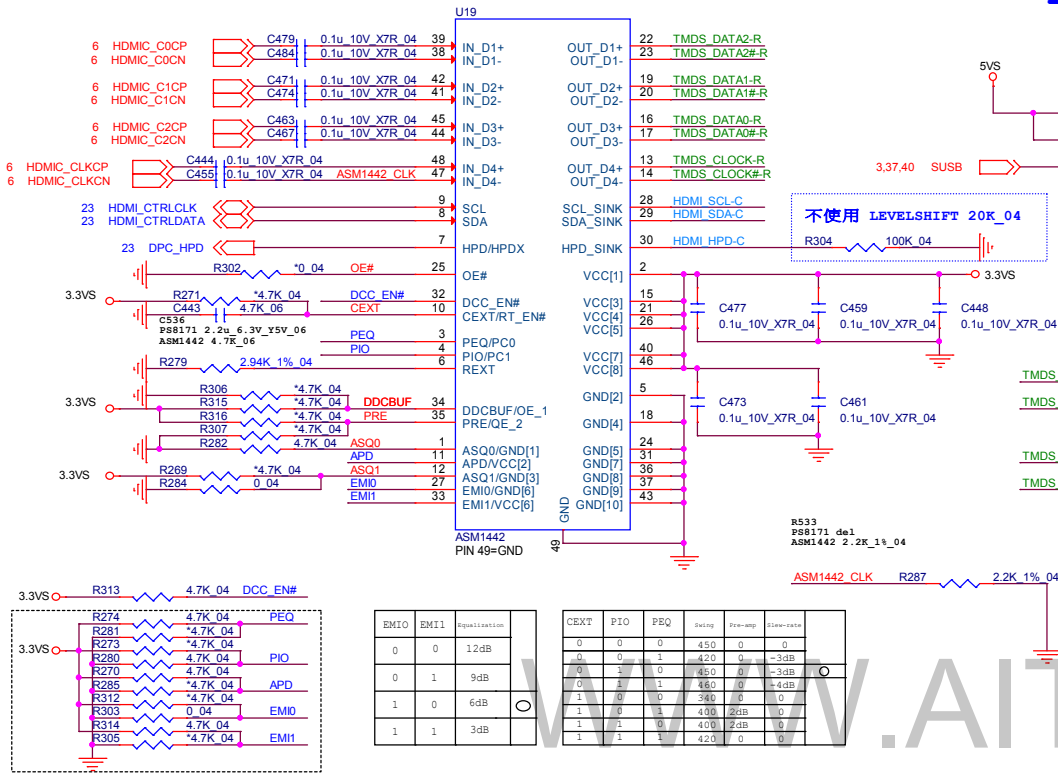 U19
6 HDMIC_C0CP C479 0.1u_10V_X7R_04 39 IN_D1+ OUT_D1+ 22 TMDS_DATA2-R
6 HDMIC_C0CN C484 0.1u_10V_X7R_04 38 IN_D1- OUT_D1- 23 TMDS_DATA2#-R
5VS
6 HDMIC_C1CP C471 0.1u_10V_X7R_04 42 IN_D2+ OUT_D2+ 19 TMDS_DATA1-R
6 HDMIC_C1CN C474 0.1u_10V_X7R_04 41 IN_D2- OUT_D2- 20 TMDS_DATA1#-R
6 HDMIC_C2CP C463 0.1u_10V_X7R_04 45 IN_D3+ OUT_D3+ 16 TMDS_DATA0-R
6 HDMIC_C2CN C467 0.1u_10V_X7R_04 44 IN_D3- OUT_D3- 17 TMDS_DATA0#-R
6 HDMIC_CLKCP C444 0.1u_10V_X7R_04 48 IN_D4+ OUT_D4+ 13 TMDS_CLOCK-R
3,37,40 SUSB
6 HDMIC_CLKCN C455 0.1u_10V_X7R_04 ASM1442_CLK 47 IN_D4- OUT_D4- 14 TMDS_CLOCK#-R
23 HDMI_CTRLCLK 9 SCL SCL_SINK 28 HDMI_SCL-C
23 HDMI_CTRLDATA 8 SDA SDA_SINK 29 HDMI_SDA-C
不使用 LEVELSHIFT 20K_04
23 DPC_HPD 7 HPD/HPDX HPD_SINK 30 HDMI_HPD-C R304 100K_04
R302 *0_04 OE# 25 OE# VCC[1] 2 3.3VS
3.3VS R271 *4.7K_04 DCC_EN# 32 DCC_EN# VCC[3] 15
C443 4.7K_06 CEXT 10 CEXT/RT_EN# VCC[4] 21
VCC[5] 26
C477 0.1u_10V_X7R_04
C459 0.1u_10V_X7R_04
C448 0.1u_10V_X7R_04
C536
PS8171 2.2u_6.3V_Y5V_06
ASM1442 4.7K_06
PEQ 3 PEQ/PC0 VCC[7] 40
PIO 4 PIO/PC1 VCC[8] 46
R279 2.94K_1%_04 6 REXT
GND[2] 5
R306 *4.7K_04
3.3VS R315 *4.7K_04 DDCBUF 34 DDCBUF/OE_1
R316 *4.7K_04 PRE 35 PRE/QE_2 GND[4] 18
R307 *4.7K_04
C473 0.1u_10V_X7R_04
C461 0.1u_10V_X7R_04
R282 4.7K_04 ASQ0 1 ASQ0/GND[1] GND[5] 24
APD 11 APD/VCC[2] GND[7] 31
3.3VS R269 *4.7K_04 ASQ1 12 ASQ1/GND[3] GND[8] 36
R284 0_04 EMI0 27 EMI0/GND[6] GND[9] 37
EMI1 33 EMI1/VCC[6] GND[10] 43
TMDS_
TMDS_
TMDS_
TMDS_
GND
49
ASM1442
PIN 49=GND
R533
PS8171 del
ASM1442 2.2K_1%_04
ASM1442_CLK R287 2.2K_1%_04
3.3VS R313 4.7K_04 DCC_EN#
R274 4.7K_04 PEQ
R281 *4.7K_04
3.3VS R273 *4.7K_04
R280 4.7K_04 PIO
R270 4.7K_04
R285 *4.7K_04 APD
R312 *4.7K_04
R303 0_04 EMI0
R314 4.7K_04
R305 *4.7K_04 EMI1
EMIO EMI1 Equalization
0 0 12dB
0 1 9dB
1 0 6dB
1 1 3dB
CEXT PIO PEQ Swing Pre-amp Slew-rate
0 0 0 450 0 0
0 0 1 420 0 -3dB
0 1 0 450 0 -3dB
0 1 1 460 0 -4dB
1 0 0 340 0 0
1 0 1 400 2dB 0
1 1 0 400 2dB 0
1 1 1 420 0 0
WWW.AIT